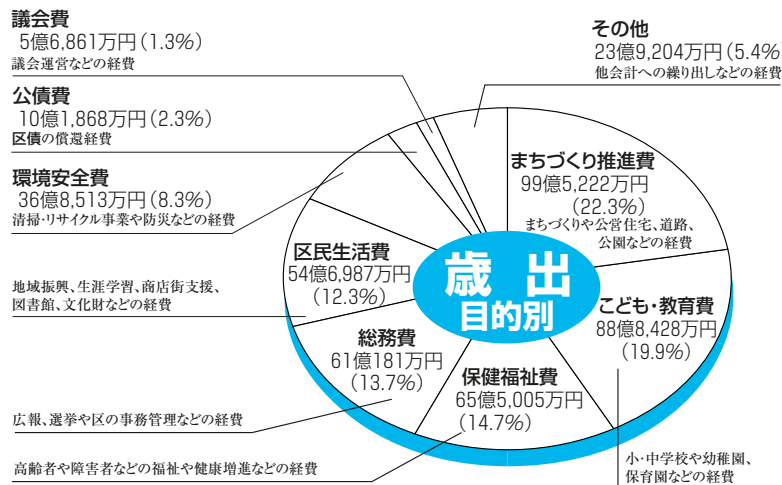 議会費
5億6,861万円(1.3%)
議会運営などの経費
公債費
10億1,868万円(2.3%)
区債の償還経費
環境安全費
36億8,513万円(8.3%)
清掃・リサイクル事業や防災などの経費
区民生活費
54億6,987万円
(12.3%)
地域振興、生涯学習、商店街支援、
図書館、文化財などの経費
総務費
61億181万円
(13.7%)
広報、選挙や区の事務管理などの経費
保健福祉費
65億5,005万円
(14.7%)
高齢者や障害者などの福祉や健康増進などの経費
その他
23億9,204万円(5.4%
他会計への繰り出しなどの経費
まちづくり推進費
99億5,222万円
(22.3%)
まちづくりや公営住宅、道路、
公園などの経費
こども・教育費
88億8,428万円
(19.9%)
小・中学校や幼稚園、
保育園などの経費
歳出
目的別